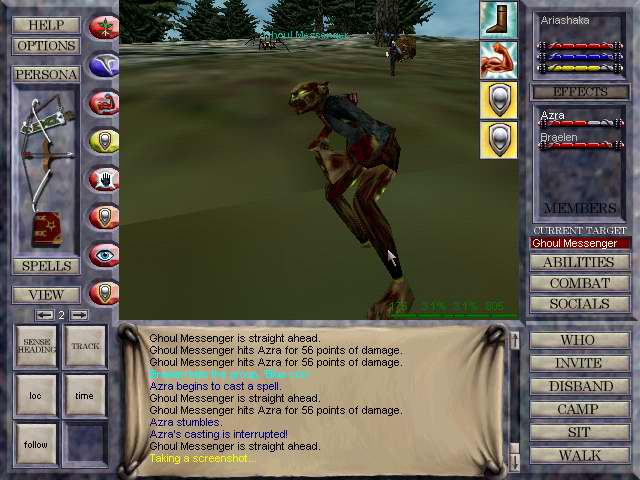 HELP
OPTIONS
PERSONA
SPELLS
VIEW
2
SENSE HEADING
TRACK
loc
time
follow
Ghoul Messenger
Ariashaka
EFFECTS
Azra
Braelen
MEMBERS
CURRENT TARGET
Ghoul Messenger
ABILITIES
COMBAT
SOCIALS
WHO
INVITE
DISBAND
CAMP
SIT
WALK
Ghoul Messenger is straight ahead.
Ghoul Messenger hits Azra for 56 points of damage.
Ghoul Messenger hits Azra for 56 points of damage.
Braelen tells the group,
Azra begins to cast a spell.
Ghoul Messenger is straight ahead.
Ghoul Messenger hits Azra for 56 points of damage.
Azra stumbles.
Azra's casting is interrupted!
Ghoul Messenger is straight ahead.
Taking a screenshot...